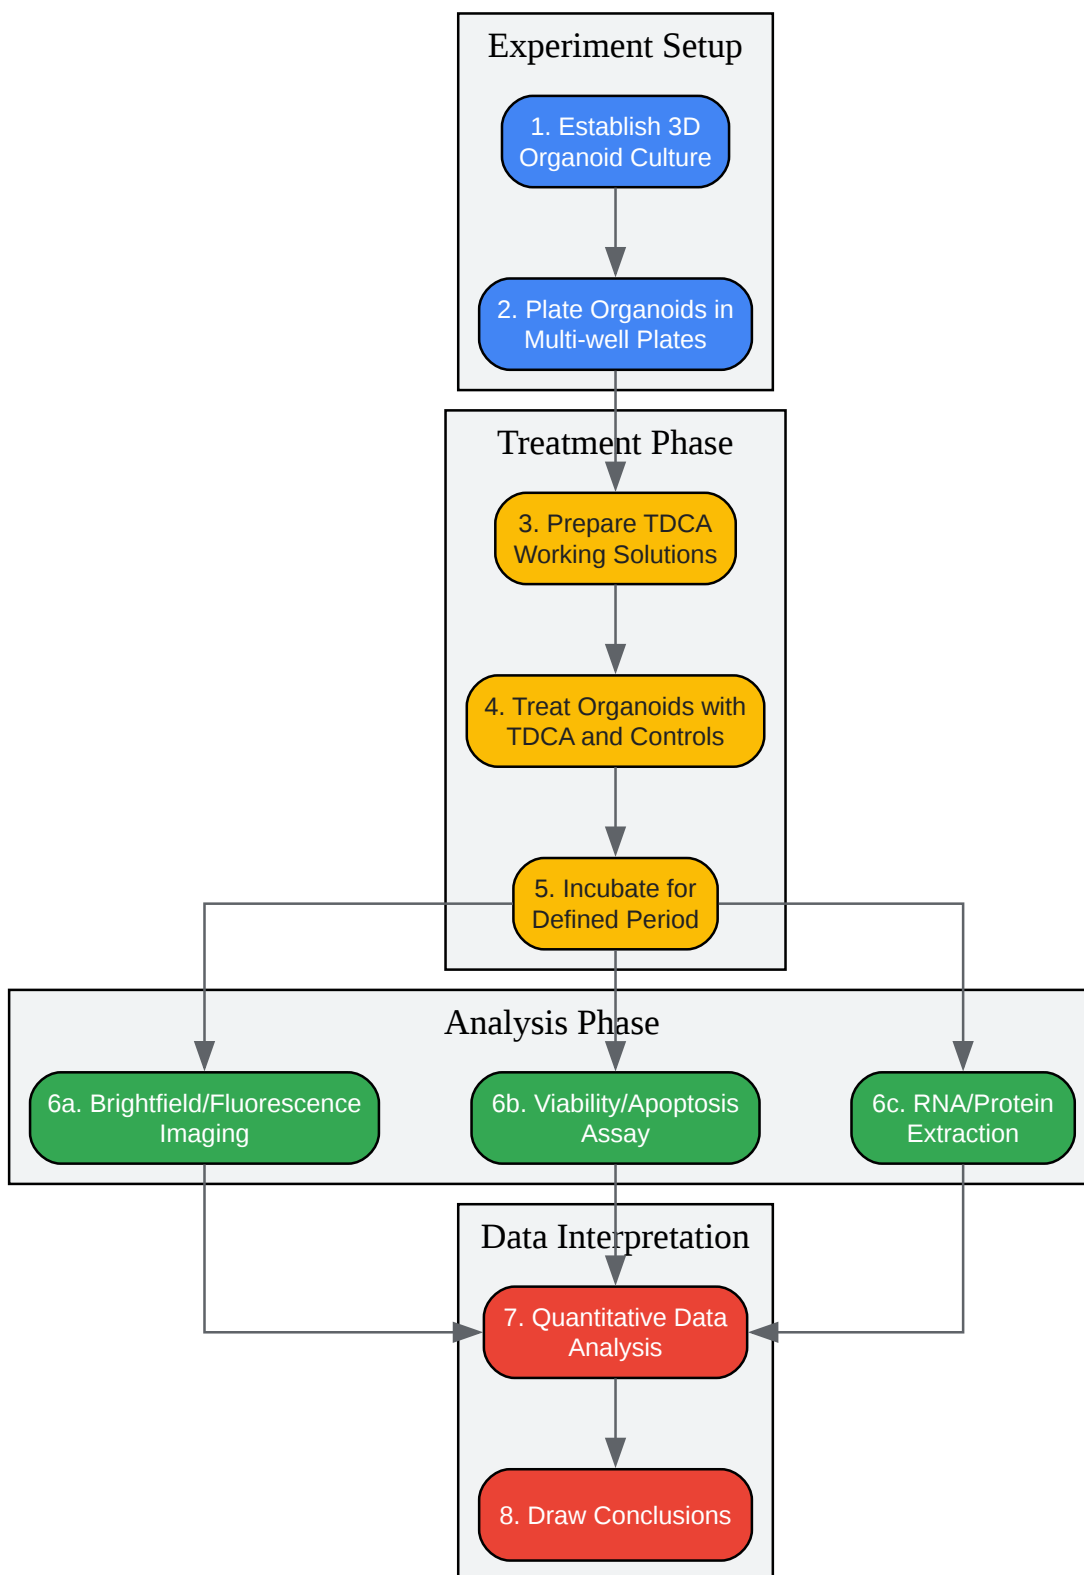 Experiment Setup
1. Establish 3D
Organoid Culture
2. Plate Organoids in
Multi-well Plates
Treatment Phase
3. Prepare TDCA
Working Solutions
4. Treat Organoids with
TDCA and Controls
5. Incubate for
Defined Period
Analysis Phase
6a. Brightfield/Fluorescence
Imaging
6b. Viability/Apoptosis
Assay
6c. RNA/Protein
Extraction
Data Interpretation
7. Quantitative Data
Analysis
8. Draw Conclusions